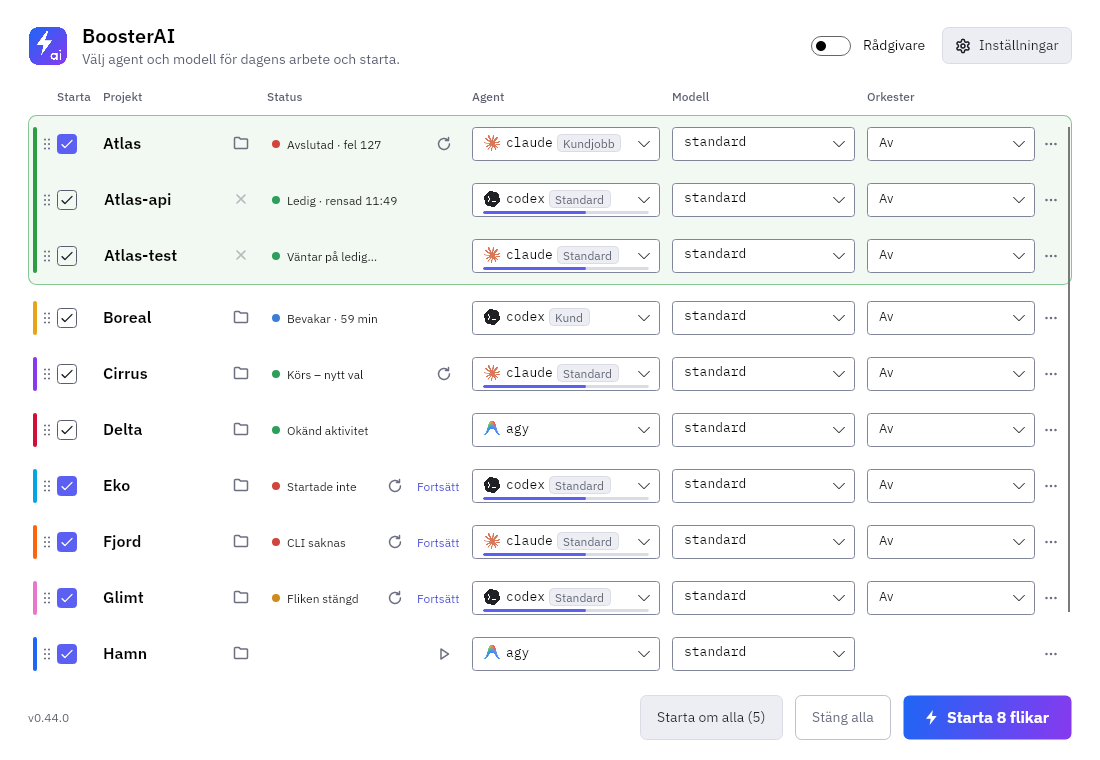 ai
BoosterAI
Välj agent och modell för dagens arbete och starta.
Rådgivare
Inställningar
Starta Projekt Status Agent Modell Orkester
Atlas Avslutad · fel 127 claude Kundjobb standard Av
Atlas-api Ledig · rensad 11:49 codex Standard standard Av
Atlas-test Väntar på ledig... claude Standard standard Av
Boreal Bevakar · 59 min codex Kund standard Av
Cirrus Körs – nytt val claude Standard standard Av
Delta Okänd aktivitet agy standard Av
Eko Startade inte Fortsätt codex Standard standard Av
Fjord CLI saknas Fortsätt claude Standard standard Av
Glimt Fliken stängd Fortsätt codex Standard standard Av
Hamn agy standard
v0.44.0 Starta om alla (5) Stäng alla Starta 8 flikar